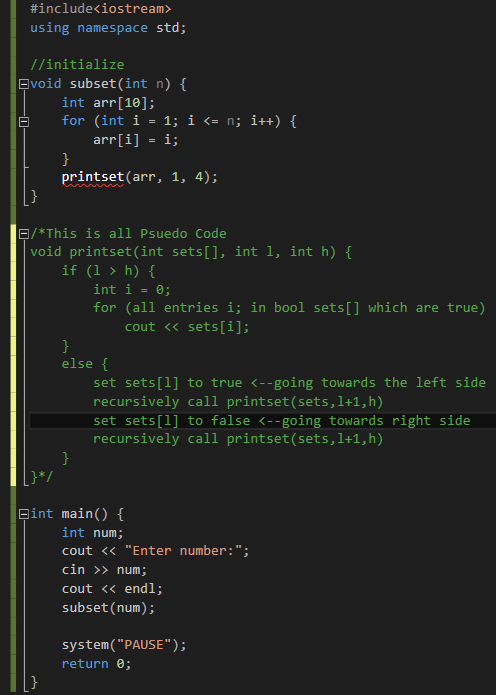 #include<iostream>
using namespace std;
//initialize
void subset(int n) {
int arr[10];
for (int i = 1; i <= n; i++) {
arr[i] = i;
}
printset(arr, 1, 4);
}
/*This is all Psuedo Code
void printset(int sets[], int l, int h) {
if (l > h) {
int i = 0;
for (all entries i; in bool sets[] which are true)
cout << sets[i];
}
else {
set sets[l] to true <--going towards the left side
recursively call printset(sets,l+1,h)
set sets[l] to false <--going towards right side
recursively call printset(sets,l+1,h)
}
}*/
int main() {
int num;
cout << "Enter number:";
cin >> num;
cout << endl;
subset(num);
system("PAUSE");
return 0;
}